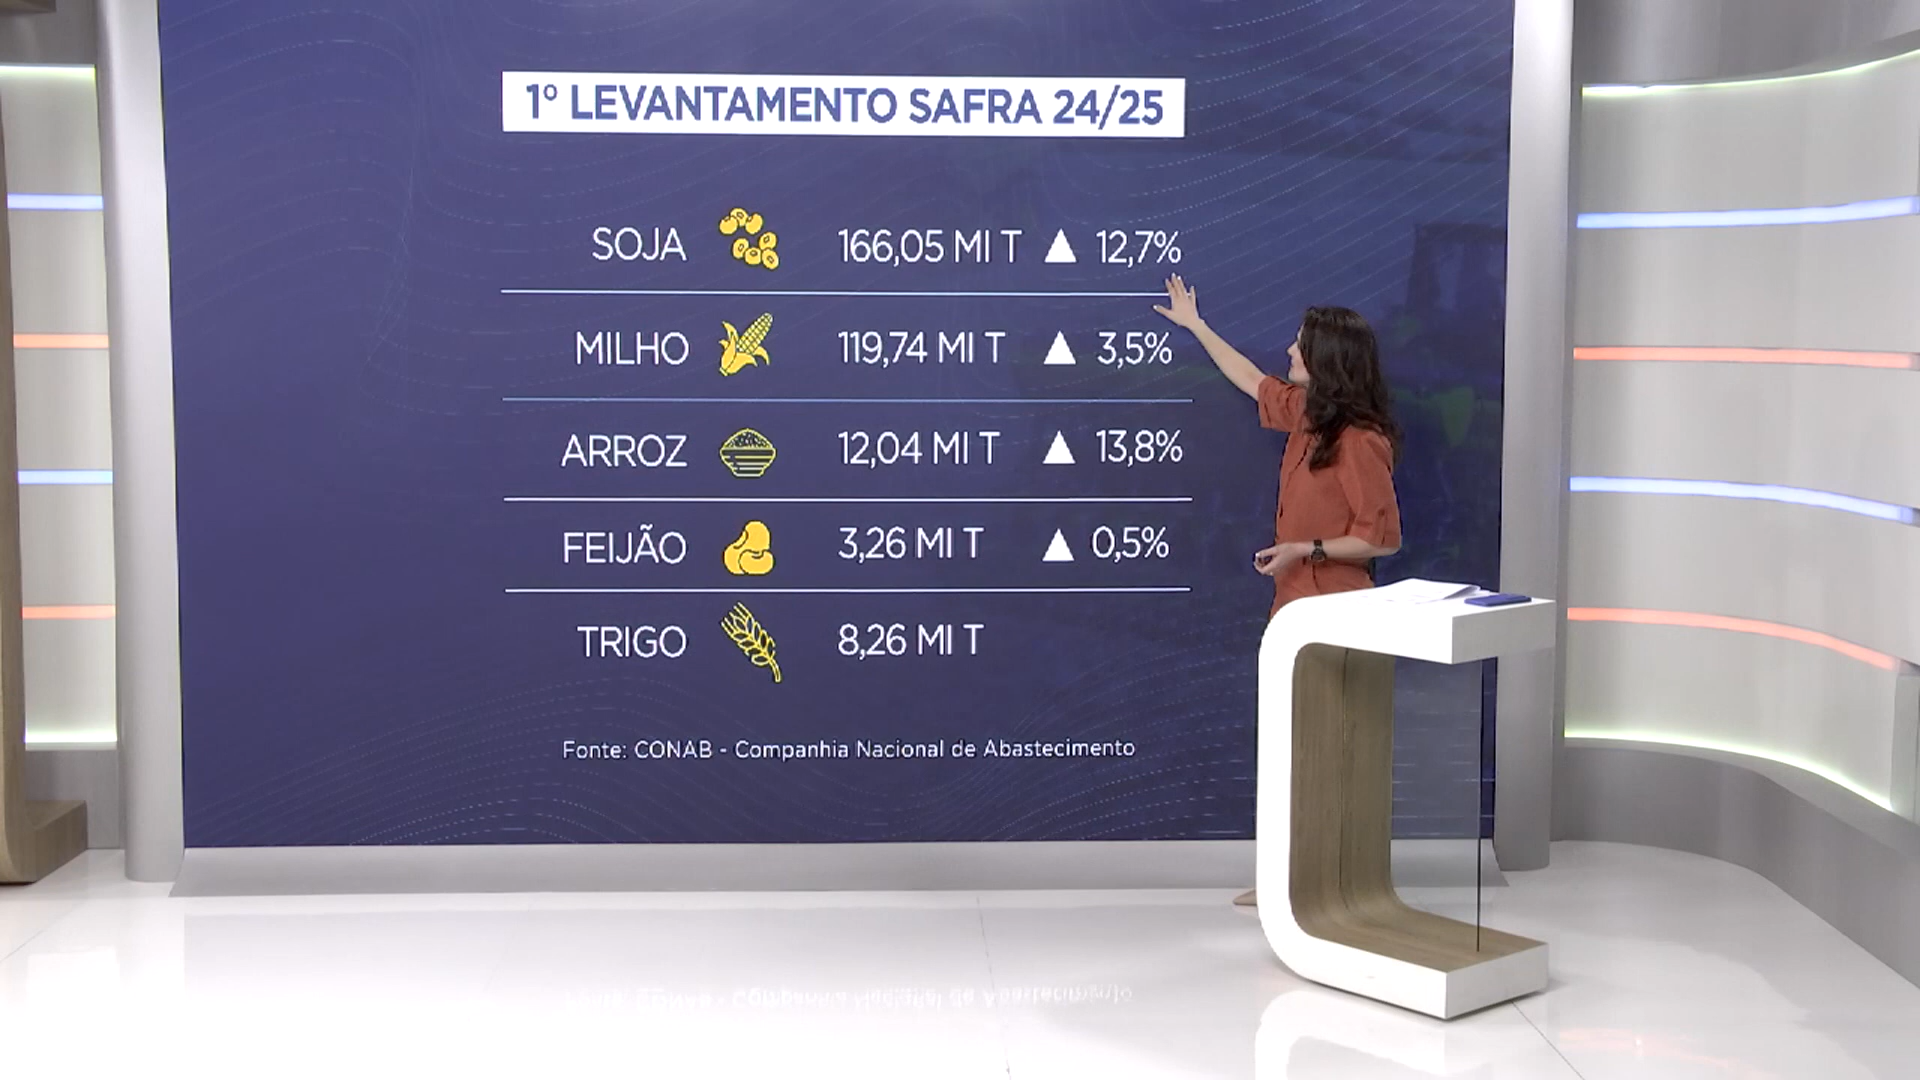 1º LEVANTAMENTO SAFRA 24/25
SOJA 166,05 MI T ▲ 12,7%
MILHO 119,74 MI T ▲ 3,5%
ARROZ 12,04 MI T ▲ 13,8%
FEIJÃO 3,26 MI T ▲ 0,5%
TRIGO 8,26 MI T
Fonte: CONAB - Companhia Nacional de Abastecimento